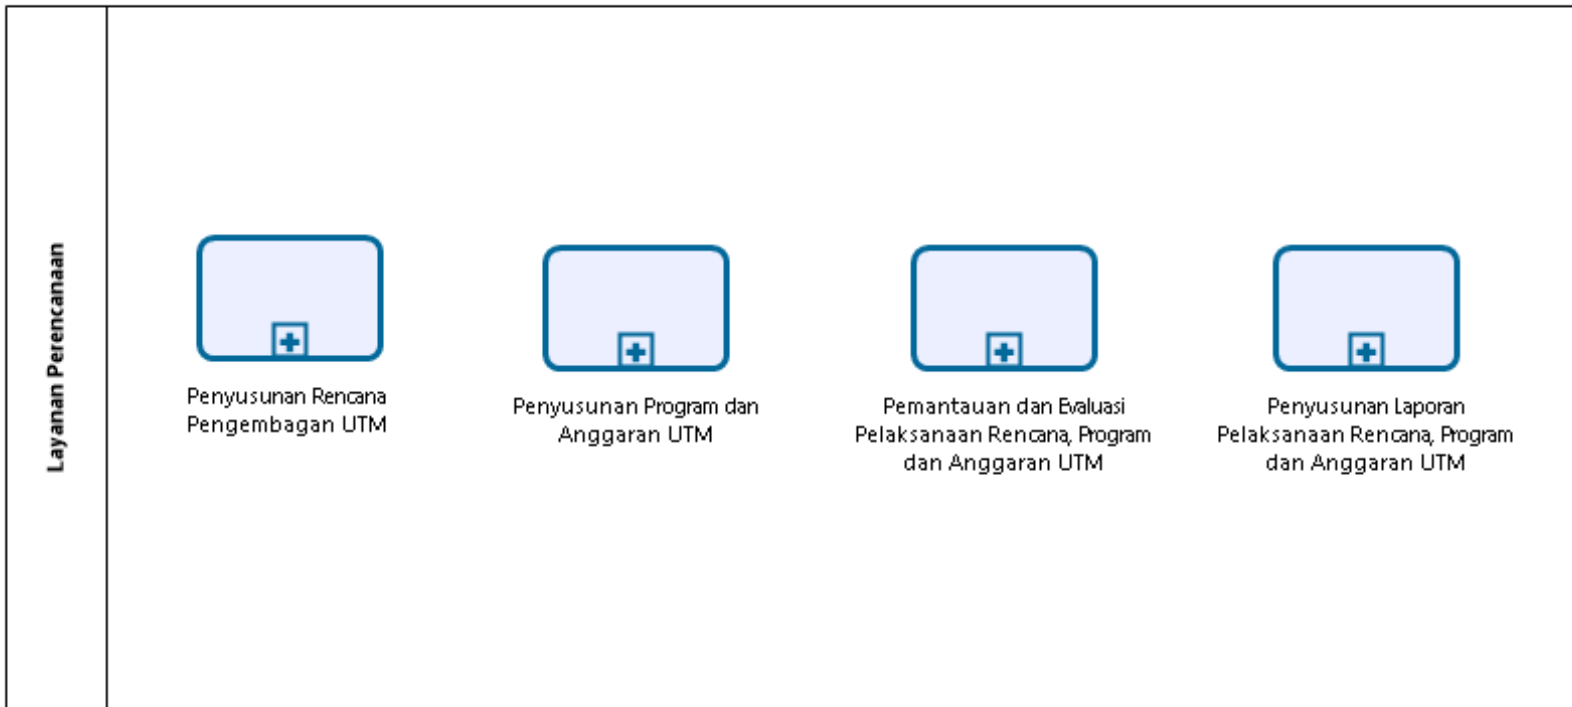 Layanan Perencanaan
Penyusunan Rencana
Pengembagan UTM
Penyusunan Program dan
Anggaran UTM
Pemantauan dan Evaluasi
Pelaksanaan Rencana, Program
dan Anggaran UTM
Penyusunan Laporan
Pelaksanaan Rencana, Program
dan Anggaran UTM